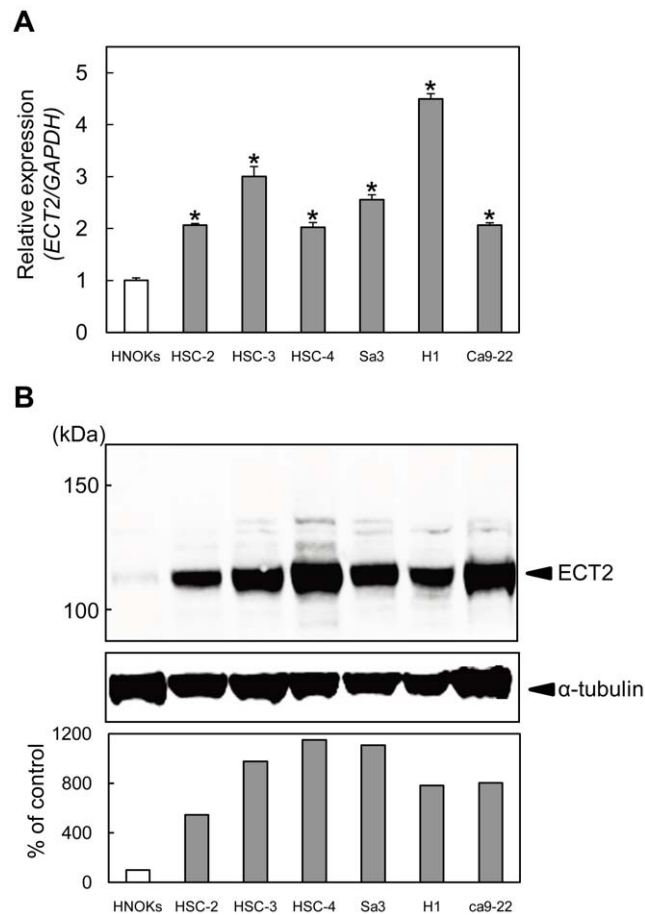 A
Relative expression
(ECT2/GAPDH)
5
4
3
2
1
0
* * * * * *
HNOKs HSC-2 HSC-3 HSC-4 Sa3 H1 Ca9-22
B
(kDa)
150
100
ECT2
α-tubulin
% of control
1200
800
400
0
HNOKs HSC-2 HSC-3 HSC-4 Sa3 H1 ca9-22